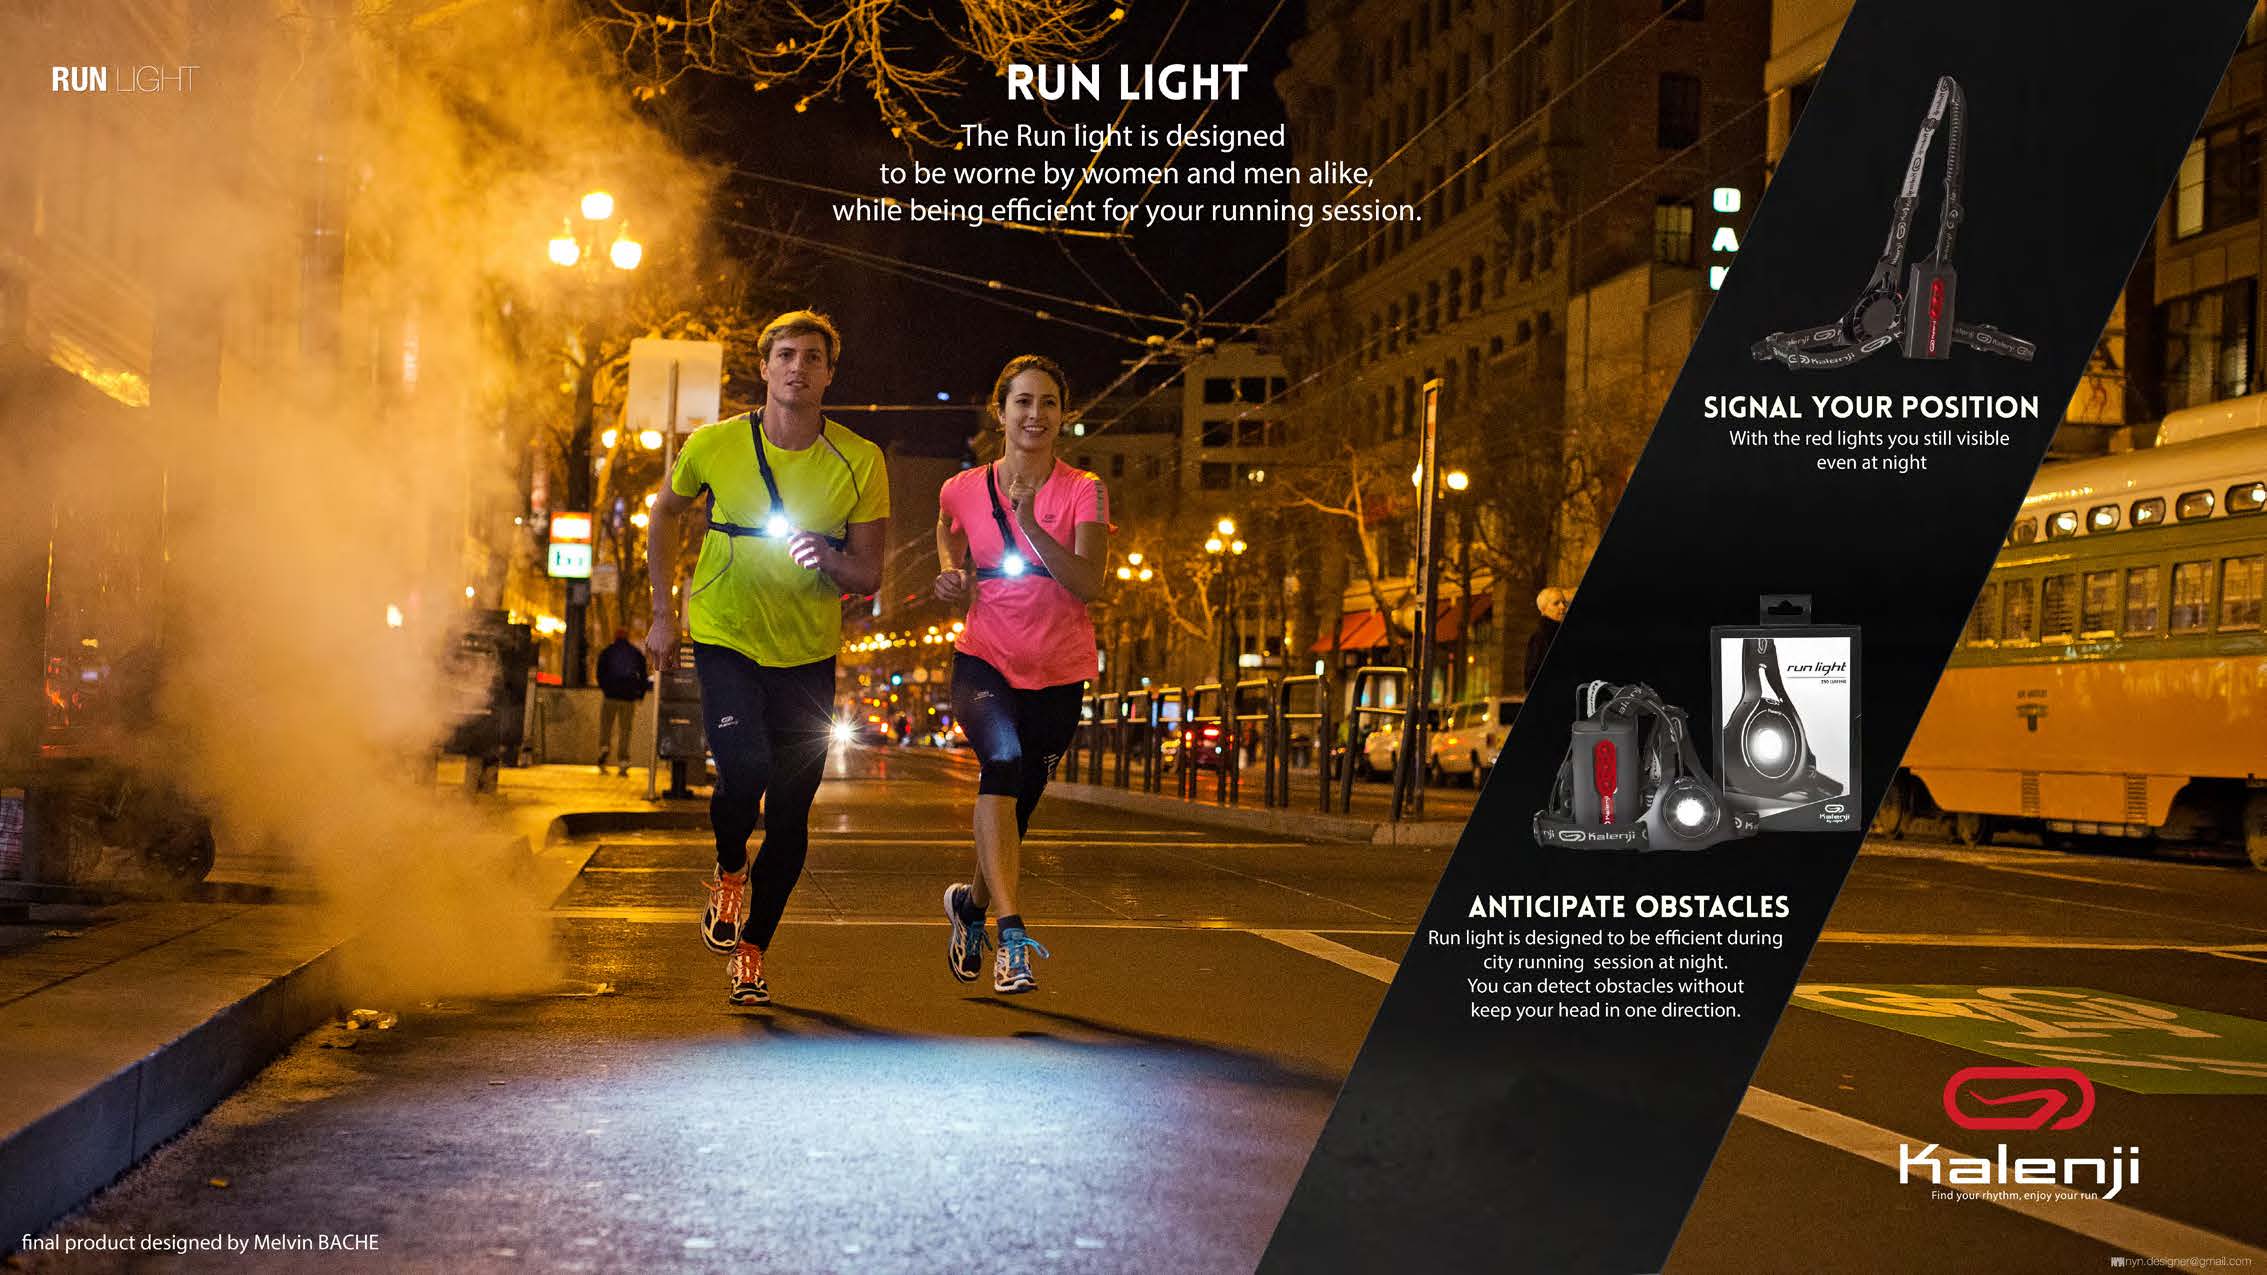 RUN LIGHT
RUN LIGHT
The Run light is designed
to be worne by women and men alike,
while being efficient for your running session.
SIGNAL YOUR POSITION
With the red lights you still visible
even at night
run light
Kalenji
Kalenji
Kalenji
ANTICIPATE OBSTACLES
Run light is designed to be efficient during
city running session at night.
You can detect obstacles without
keep your head in one direction.
Kalenji
Find your rhythm, enjoy your run
final product designed by Melvin BACHE
nyn.designer@gmail.com